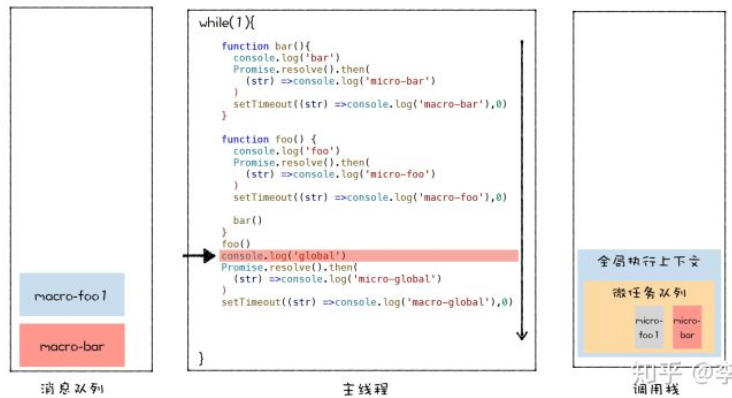 while(1){
function bar(){
console.log('bar')
Promise.resolve().then(
(str) =>console.log('micro-bar')
)
setTimeout((str) =>console.log('macro-bar'),0)
}
function foo() {
console.log('foo')
Promise.resolve().then(
(str) =>console.log('micro-foo')
)
setTimeout((str) =>console.log('macro-foo'),0)
bar()
}
foo()
console.log('global')
Promise.resolve().then(
(str) =>console.log('micro-global')
)
setTimeout((str) =>console.log('macro-global'),0)
}
macro-foo1
macro-bar
全局执行上下文
微任务队列
micro-
foo1
micro-
bar
消息队列
主线程
调用栈
知乎 @李